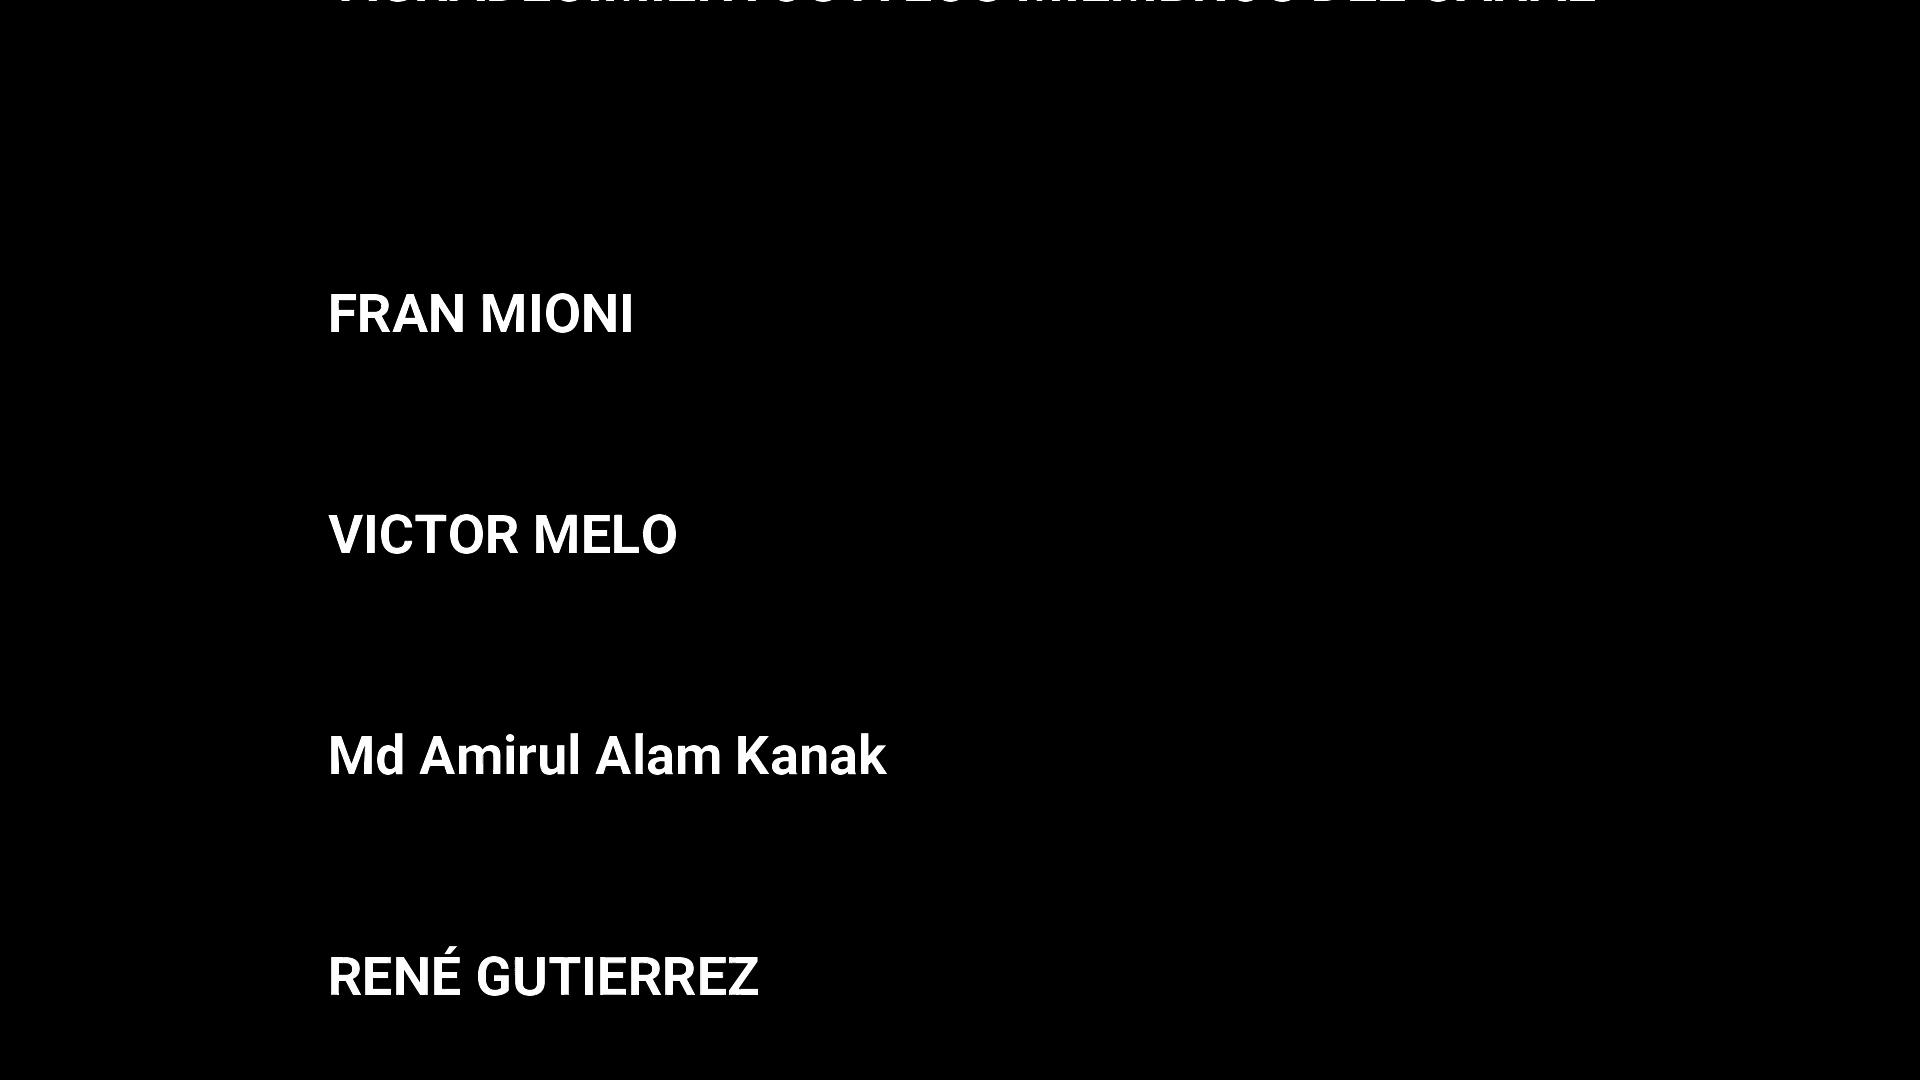 FRAN MIONI
VICTOR MELO
Md Amirul Alam Kanak
RENÉ GUTIERREZ